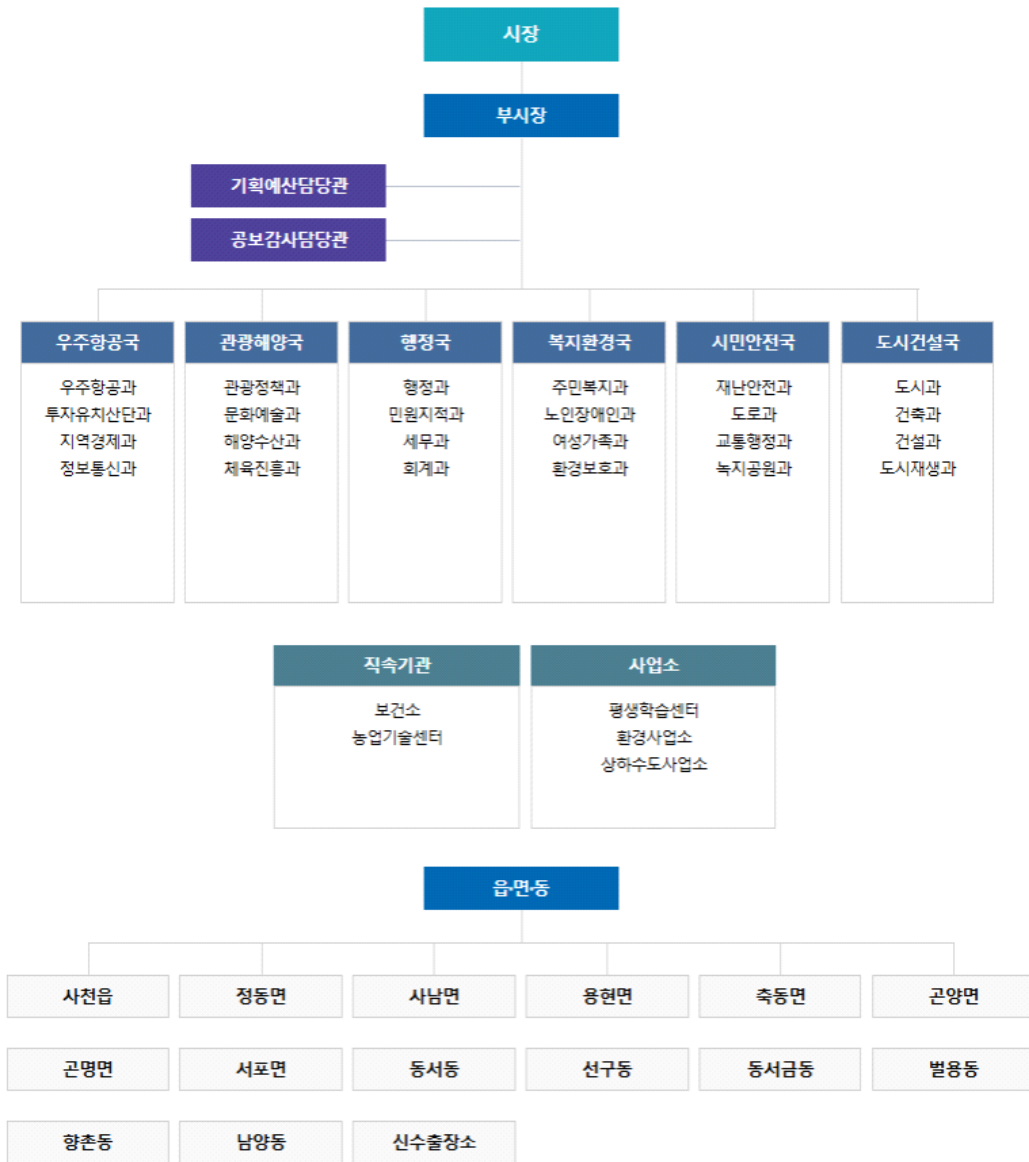 시장
부시장
기획예산담당관
공보감사담당관
우주항공국 관광해양국 행정국 복지환경국 시민안전국 도시건설국
우주항공과 관광정책과 행정과 주민복지과 재난안전과 도시과
투자유치산단과 문화예술과 민원지적과 노인장애인과 도로과 건축과
지역경제과 해양수산과 세무과 여성가족과 교통행정과 건설과
정보통신과 체육진흥과 회계과 환경보호과 녹지공원과 도시재생과
직속기관 사업소
보건소 평생학습센터
농업기술센터 환경사업소
상하수도사업소
읍·면·동
사천읍 정동면 사남면 용현면 축동면 곤양면
곤명면 서포면 동서동 선구동 동서금동 벌용동
향촌동 남양동 신수출장소